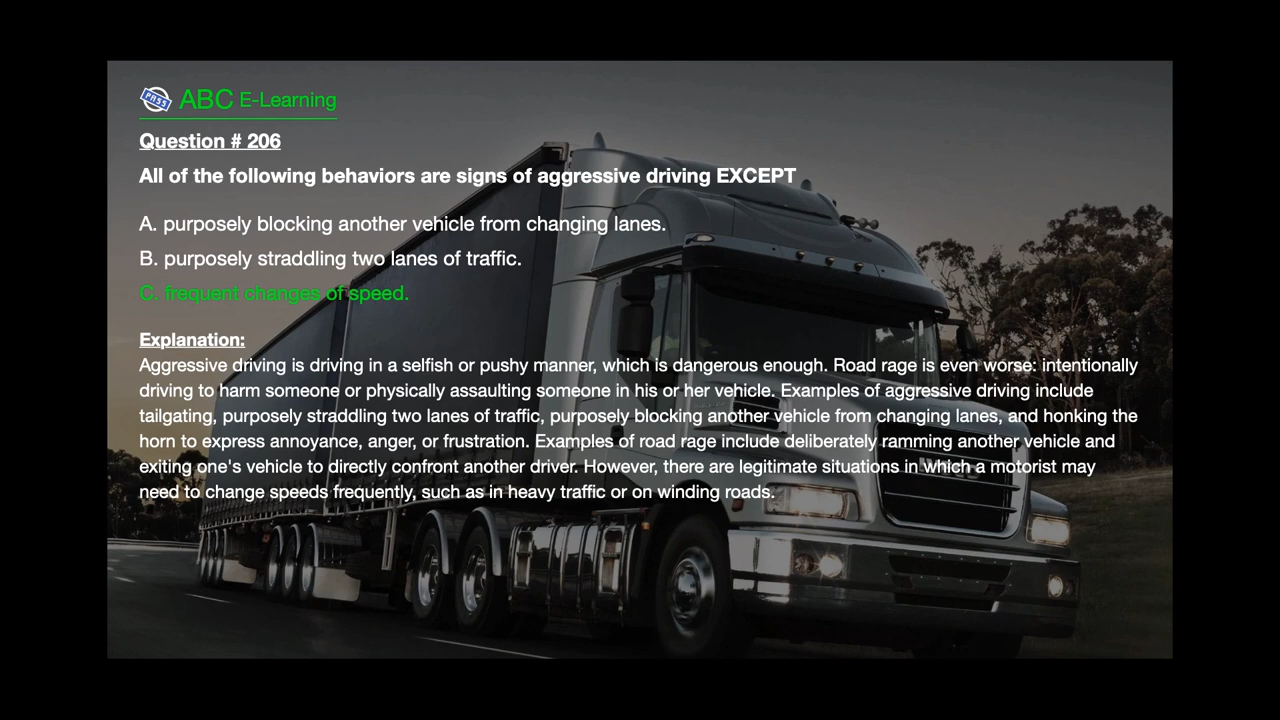 PASS ABC E-Learning
Question # 206
All of the following behaviors are signs of aggressive driving EXCEPT
A. purposely blocking another vehicle from changing lanes.
B. purposely straddling two lanes of traffic.
C. frequent changes of speed.
Explanation:
Aggressive driving is driving in a selfish or pushy manner, which is dangerous enough. Road rage is even worse: intentionally
driving to harm someone or physically assaulting someone in his or her vehicle. Examples of aggressive driving include
tailgating, purposely straddling two lanes of traffic, purposely blocking another vehicle from changing lanes, and honking the
horn to express annoyance, anger, or frustration. Examples of road rage include deliberately ramming another vehicle and
exiting one's vehicle to directly confront another driver. However, there are legitimate situations in which a motorist may
need to change speeds frequently, such as in heavy traffic or on winding roads.